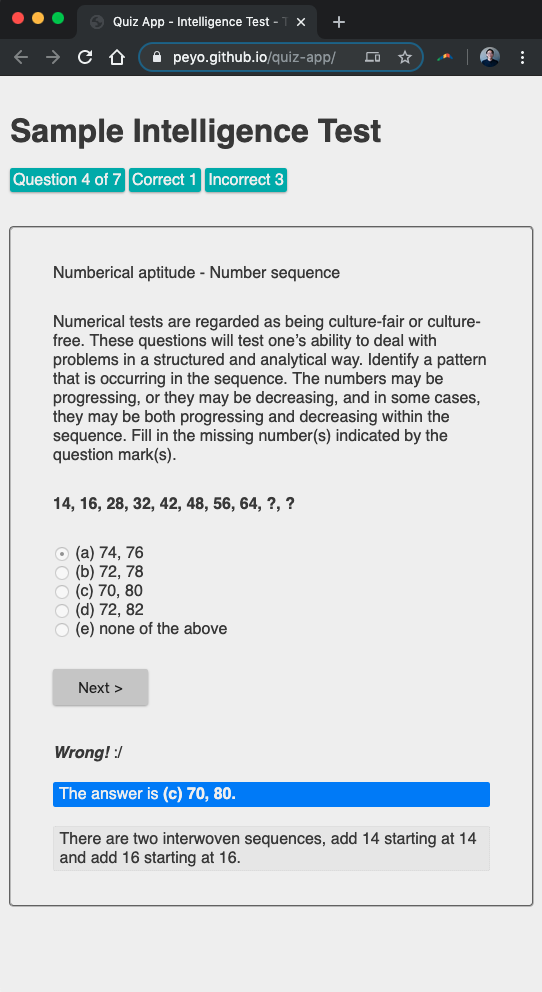 Quiz App - Intelligence Test -
peyo.github.io/quiz-app/
Sample Intelligence Test
Question 4 of 7 Correct 1 Incorrect 3
Numberical aptitude - Number sequence
Numerical tests are regarded as being culture-fair or culture-
free. These questions will test one’s ability to deal with
problems in a structured and analytical way. Identify a pattern
that is occurring in the sequence. The numbers may be
progressing, or they may be decreasing, and in some cases,
they may be both progressing and decreasing within the
sequence. Fill in the missing number(s) indicated by the
question mark(s).
14, 16, 28, 32, 42, 48, 56, 64, ?, ?
(a) 74, 76
(b) 72, 78
(c) 70, 80
(d) 72, 82
(e) none of the above
Next >
Wrong! :/
The answer is (c) 70, 80.
There are two interwoven sequences, add 14 starting at 14
and add 16 starting at 16.